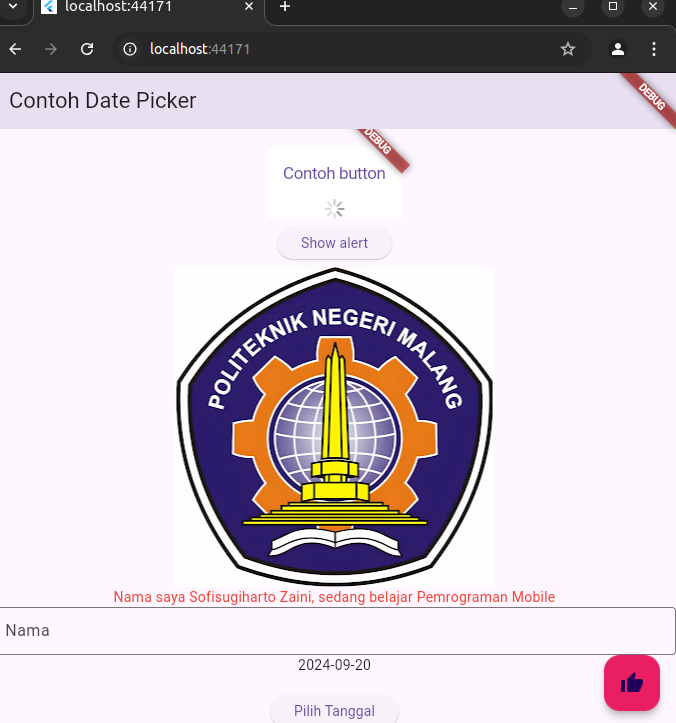 localhost:44171
localhost:44171
Contoh Date Picker
DEBUG
DEBUG
Contoh button
Show alert
POLITEKNIK NEGERI MALANG
Nama saya Sofisugiharto Zaini, sedang belajar Pemrograman Mobile
Nama
2024-09-20
Pilih Tanggal